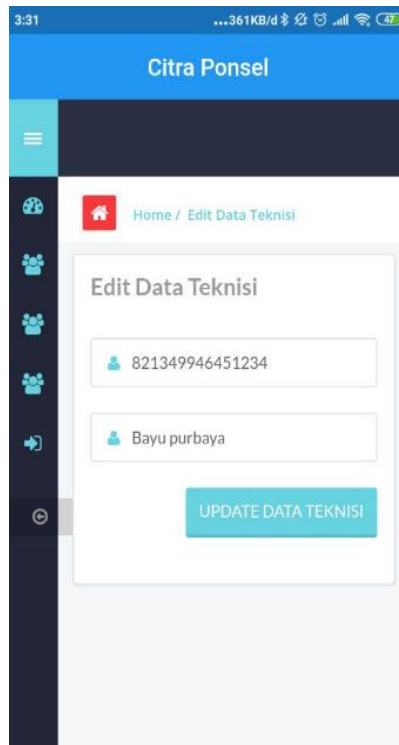 3:31 ...361KB/d 47
Citra Ponsel
Home / Edit Data Teknisi
Edit Data Teknisi
821349946451234
Bayu purbaya
UPDATE DATA TEKNISI